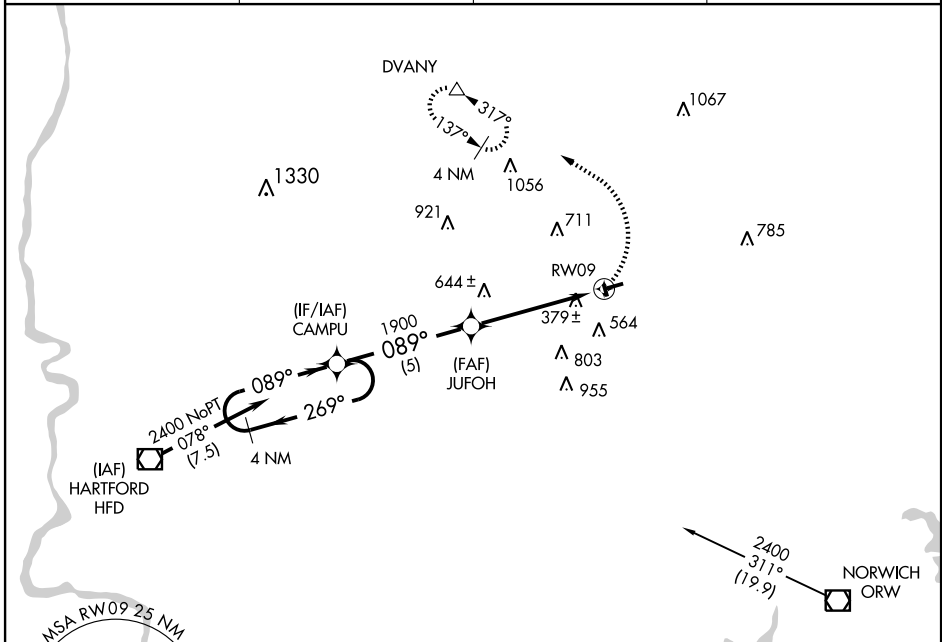 DVANY
317°
137°
4 NM
1067
1056
1330
921
711
785
RW09
644±
379±
564
(IF/IAF)
CAMPU
1900
089°
(5)
(FAF)
JUFOH
803
955
089°
269°
2400 NoPT
078°
(7.5)
4 NM
(IAF)
HARTFORD
HFD
2400
311°
(19.9)
NORWICH
ORW
MSA RW09 25 NM